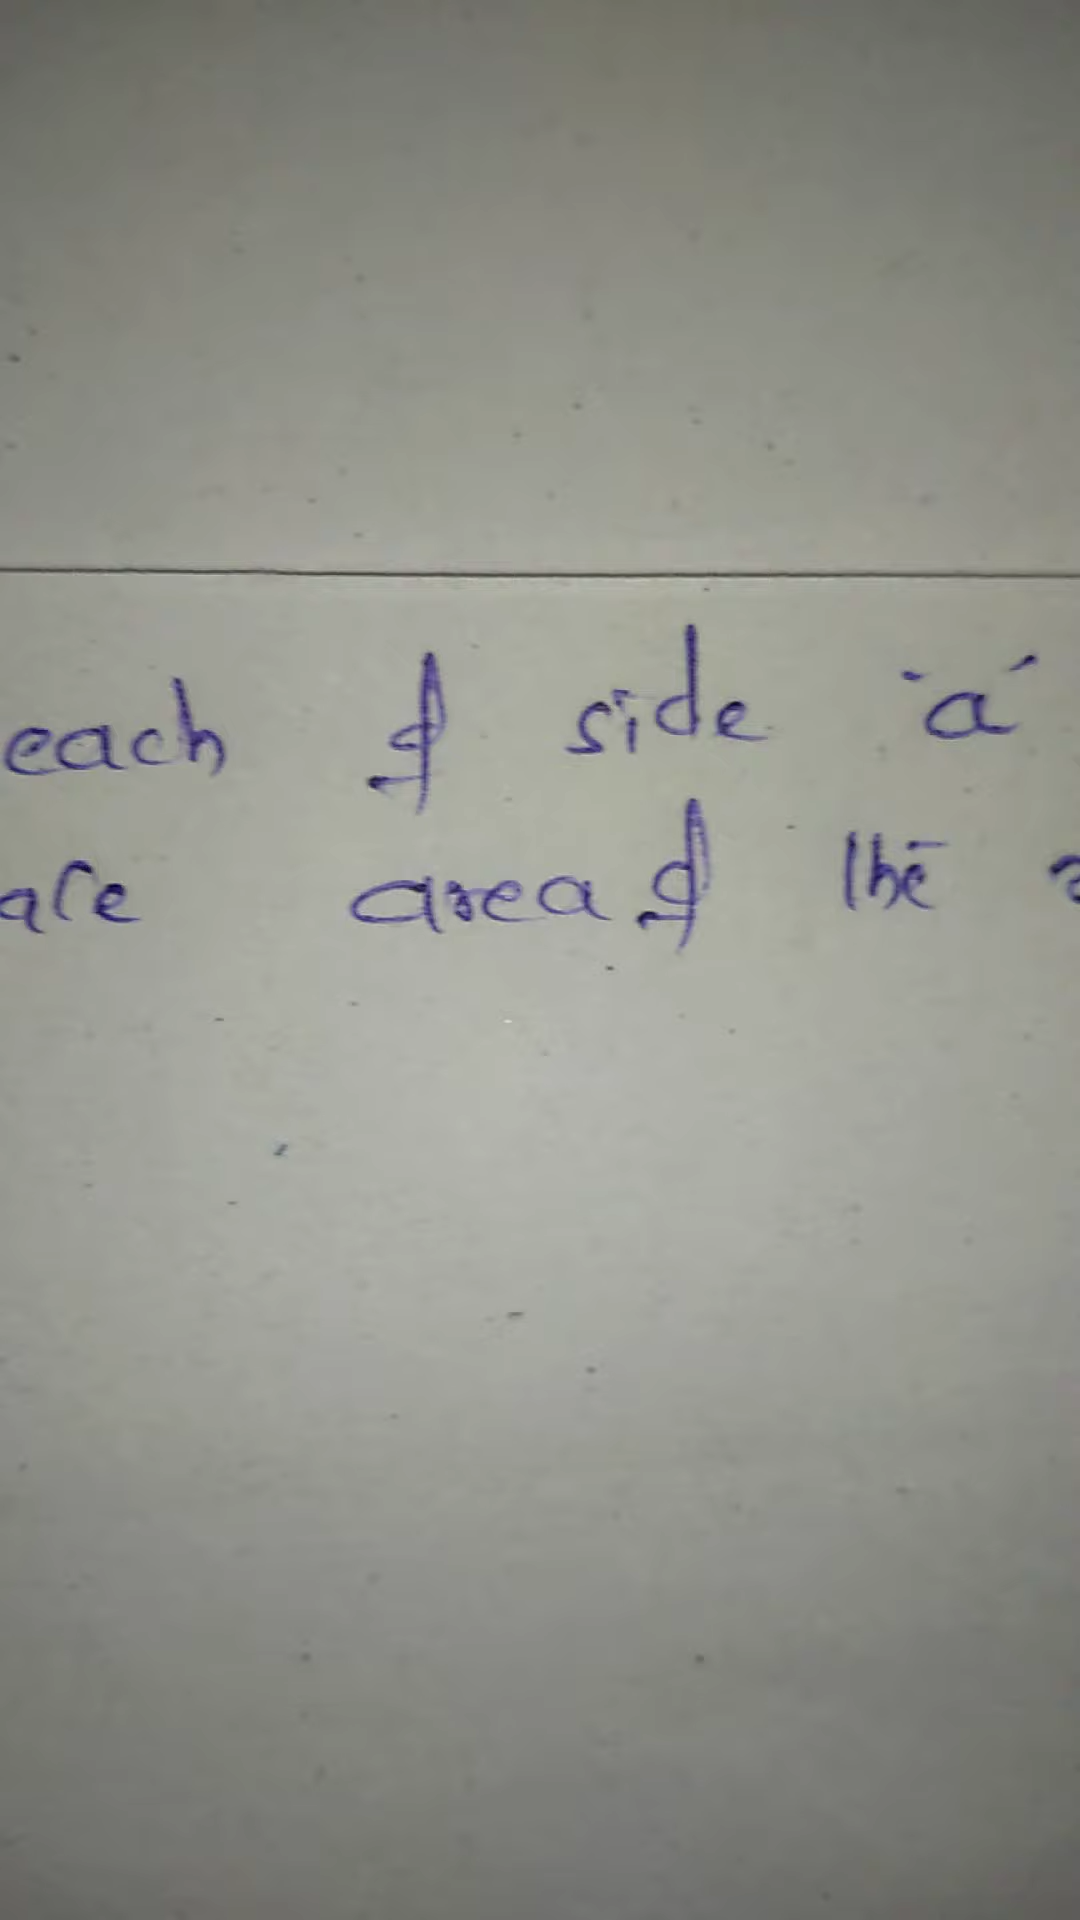 each of side "a"
are area of the